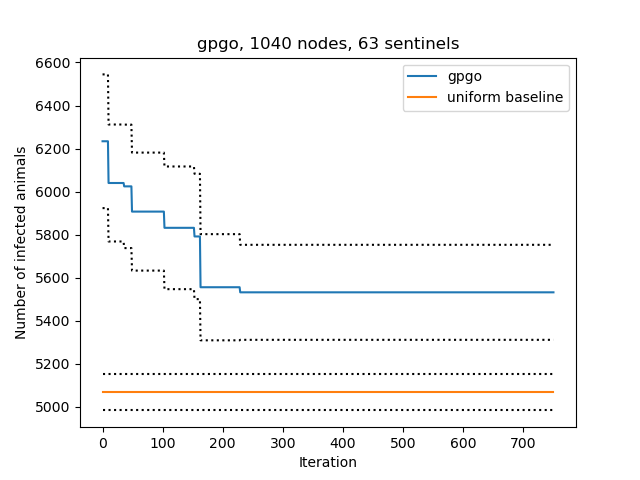 gpgo, 1040 nodes, 63 sentinels
gpgo
uniform baseline
Number of infected animals
6600
6400
6200
6000
5800
5600
5400
5200
5000
0 100 200 300 400 500 600 700
Iteration